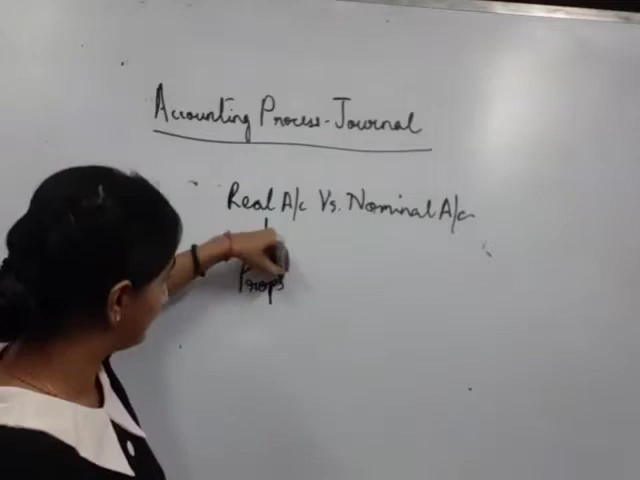 Accounting Process - Journal
Real A/c Vs. Nominal A/c
Props